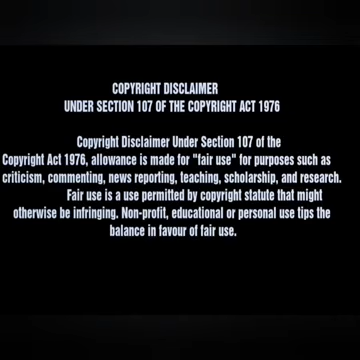 COPYRIGHT DISCLAIMER
UNDER SECTION 107 OF THE COPYRIGHT ACT 1976
Copyright Disclaimer Under Section 107 of the
Copyright Act 1976, allowance is made for "fair use" for purposes such as
criticism, commenting, news reporting, teaching, scholarship, and research.
Fair use is a use permitted by copyright statute that might
otherwise be infringing. Non-profit, educational or personal use tips the
balance in favour of fair use.